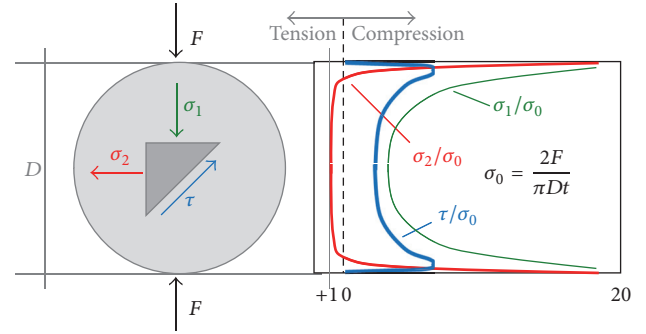 F
Tension Compression
σ₁
σ₁/σ₀
D
σ₂
σ₂/σ₀
σ₀ = 2F/πDt
τ
τ/σ₀
F
+1 0 20